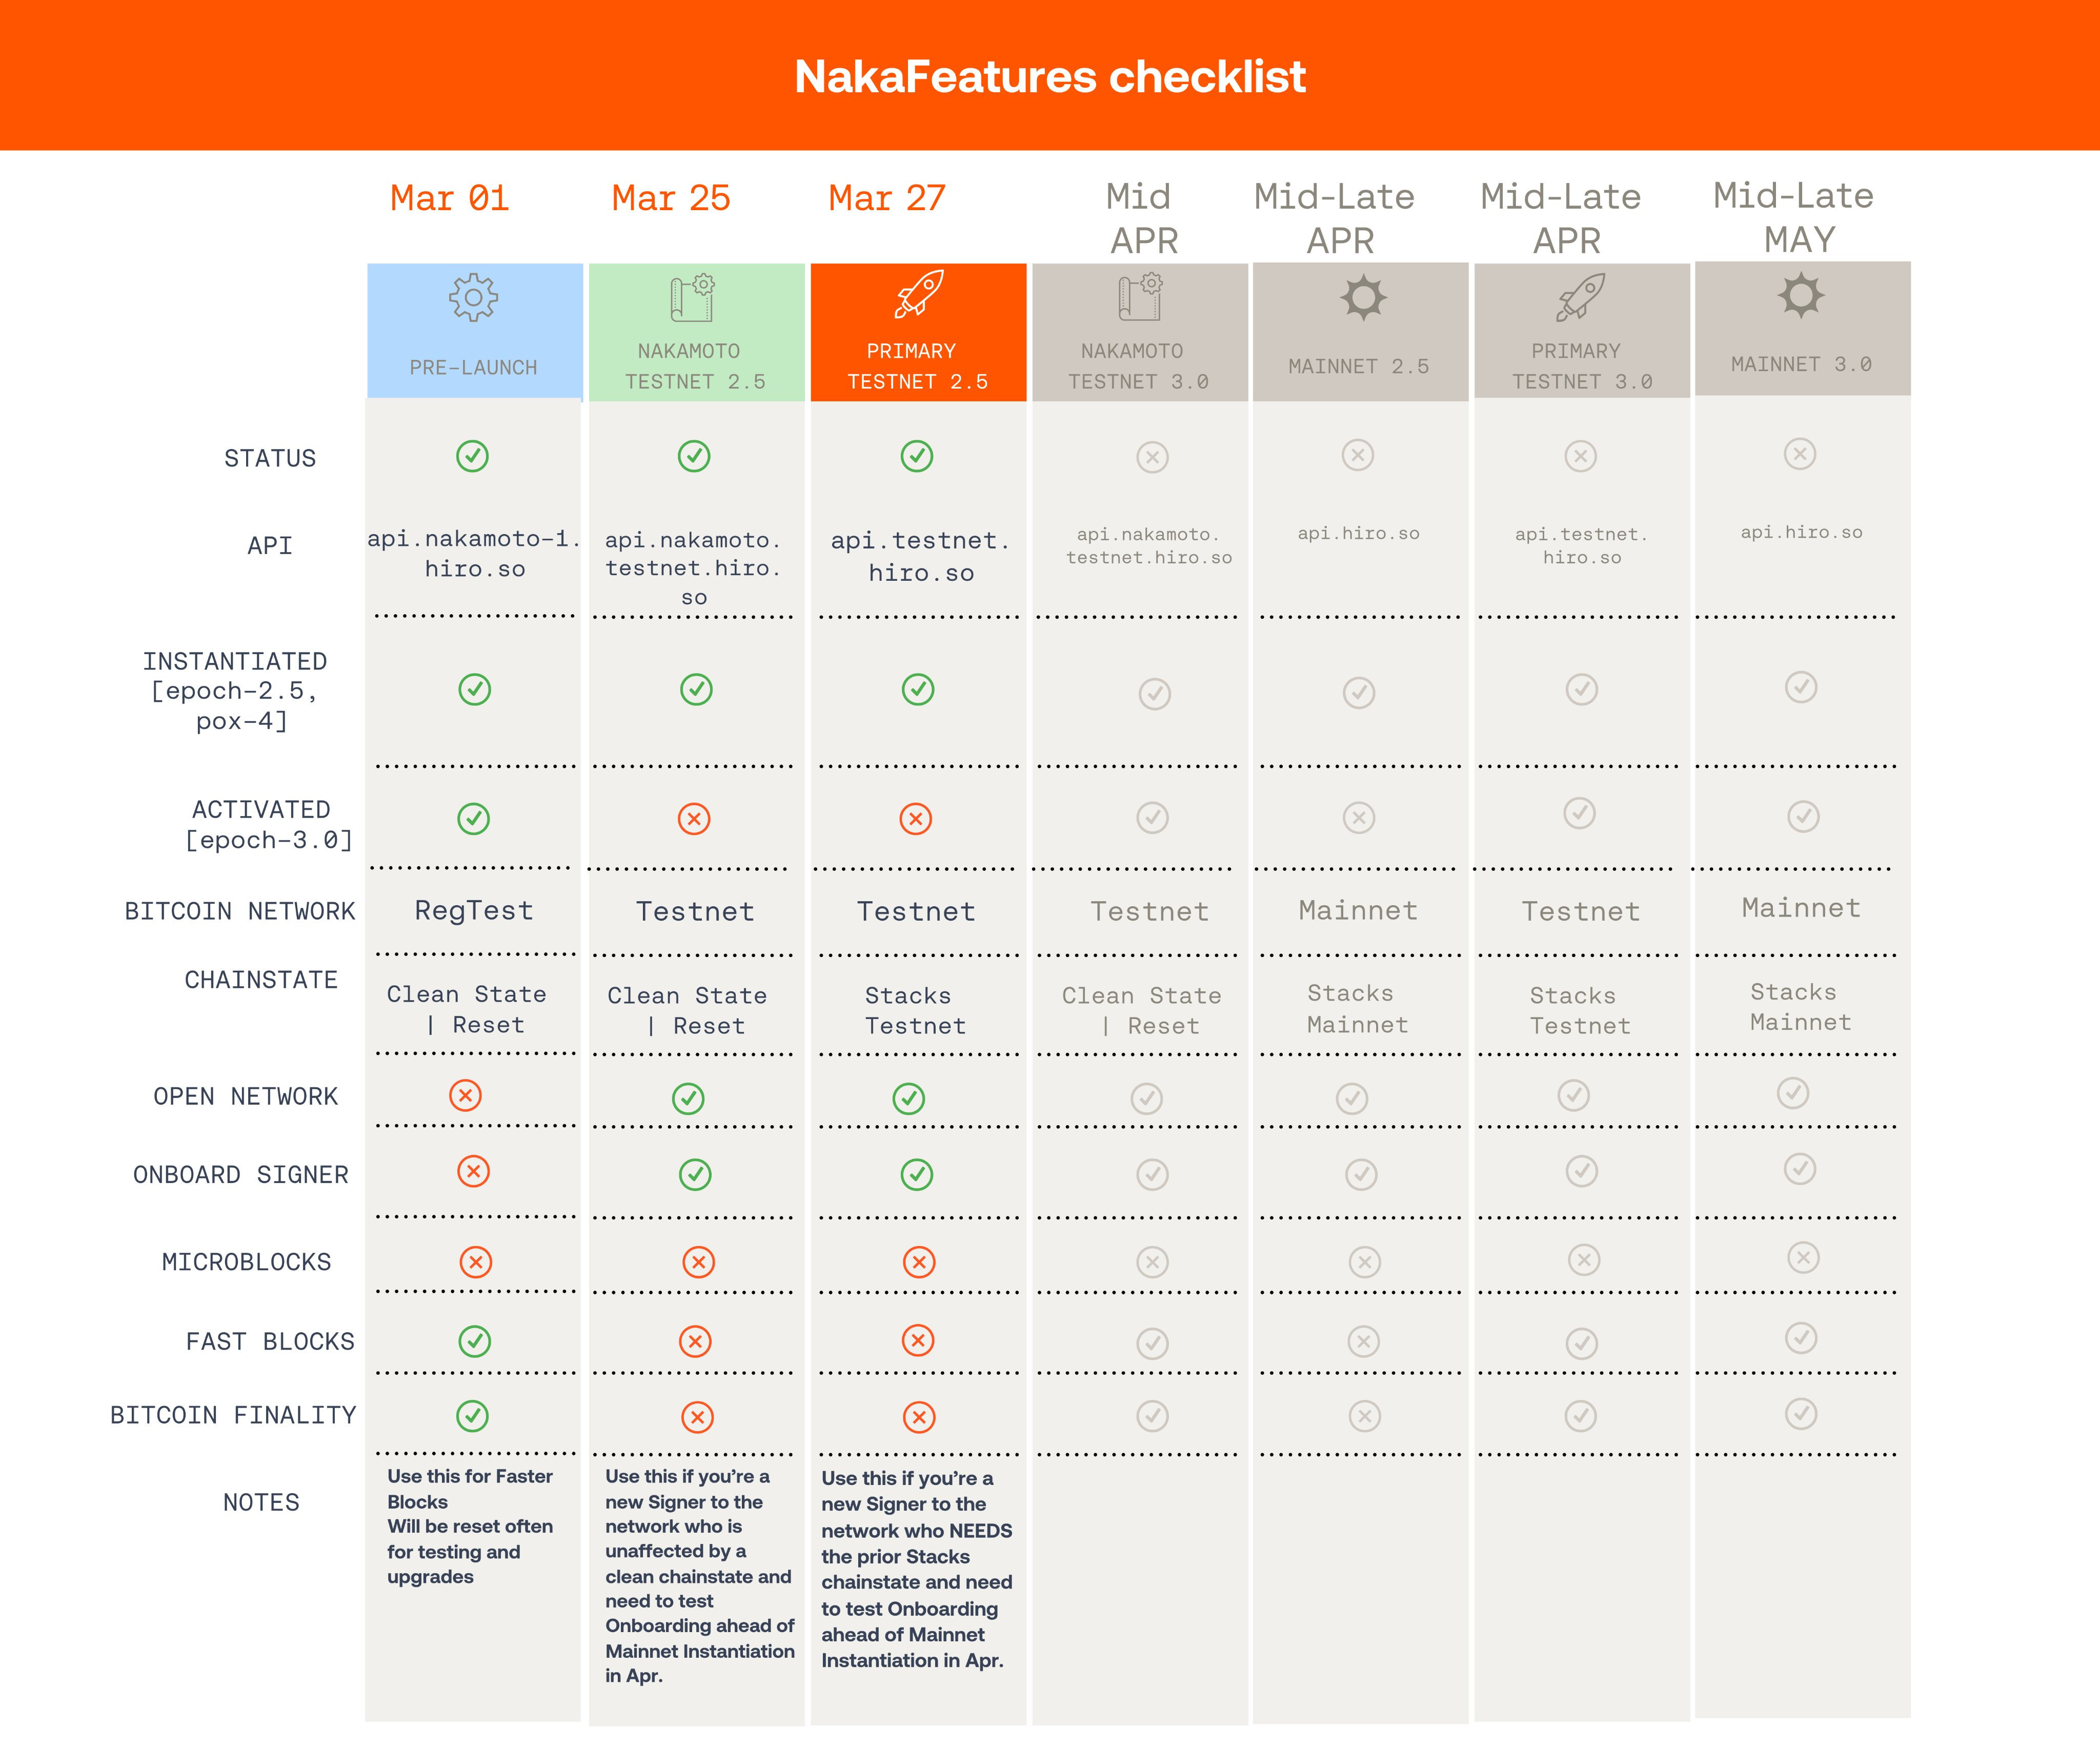 NakaFeatures checklist
Mar 01
Mar 25
Mar 27
Mid
APR
Mid-Late
APR
Mid-Late
APR
Mid-Late
MAY
PRE-LAUNCH
NAKAMOTO
TESTNET 2.5
PRIMARY
TESTNET 2.5
NAKAMOTO
TESTNET 3.0
MAINNET 2.5
PRIMARY
TESTNET 3.0
MAINNET 3.0
STATUS
API
api.nakamoto-1.
hiro.so
api.nakamoto.
testnet.hiro.
so
api.testnet.
hiro.so
api.nakamoto.
testnet.hiro.so
api.hiro.so
api.testnet.
hiro.so
api.hiro.so
INSTANTIATED
[epoch-2.5,
pox-4]
ACTIVATED
[epoch-3.0]
BITCOIN NETWORK
RegTest
Testnet
Testnet
Testnet
Mainnet
Testnet
Mainnet
CHAINSTATE
Clean State
| Reset
Clean State
| Reset
Stacks
Testnet
Clean State
| Reset
Stacks
Mainnet
Stacks
Testnet
Stacks
Mainnet
OPEN NETWORK
ONBOARD SIGNER
MICROBLOCKS
FAST BLOCKS
BITCOIN FINALITY
NOTES
Use this for Faster
Blocks
Will be reset often
for testing and
upgrades
Use this if you’re a
new Signer to the
network who is
unaffected by a
clean chainstate and
need to test
Onboarding ahead of
Mainnet Instantiation
in Apr.
Use this if you’re a
new Signer to the
network who NEEDS
the prior Stacks
chainstate and need
to test Onboarding
ahead of Mainnet
Instantiation in Apr.